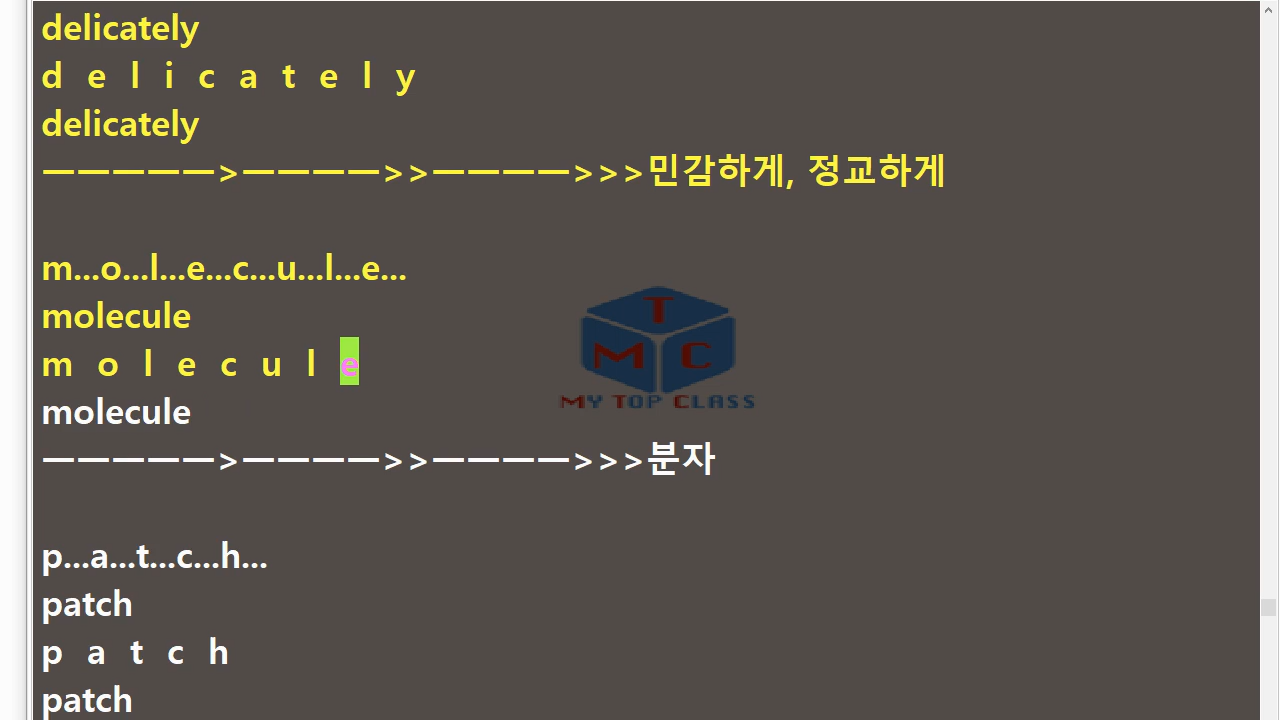 delicately
d e l i c a t e l y
delicately
—————>————>>————>>>민감하게, 정교하게
m...o...l...e...c...u...l...e...
molecule
m o l e c u l e
molecule
—————>————>>————>>>분자
p...a...t...c...h...
patch
p a t c h
patch
T
M C
MY TOP CLASS